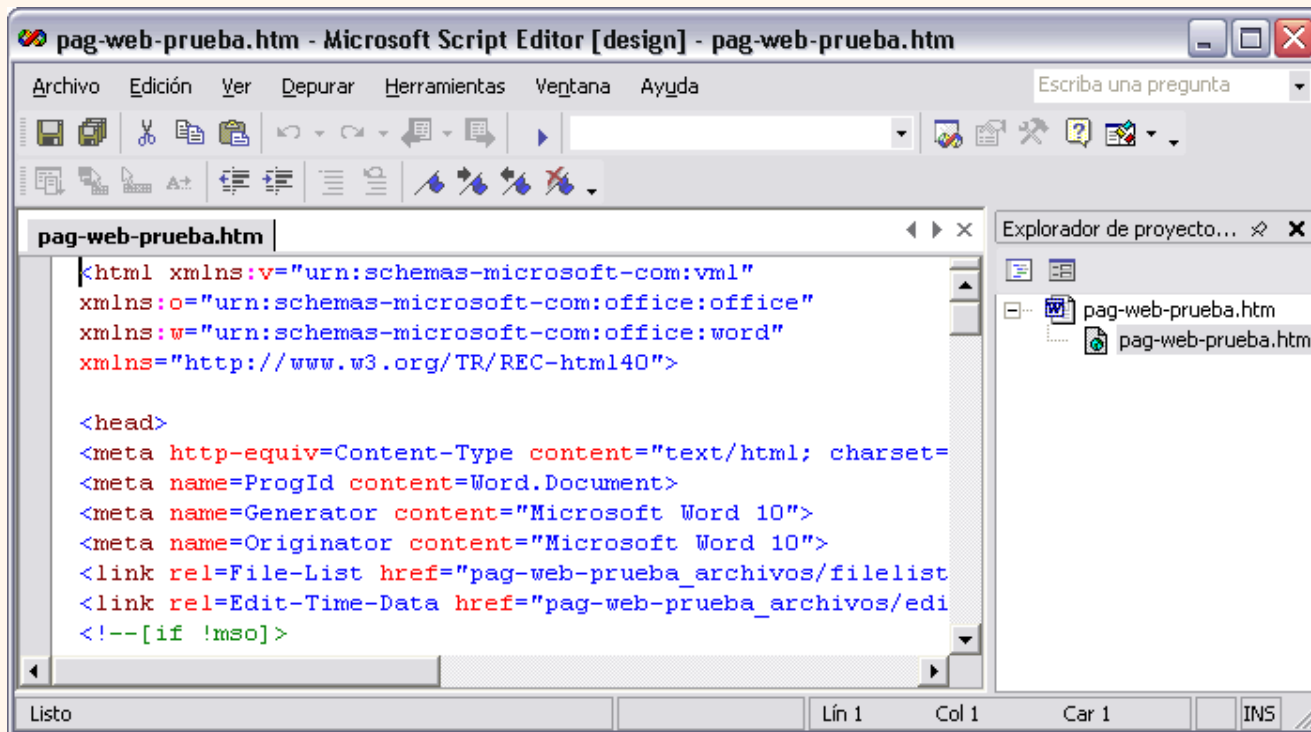 pag-web-prueba.htm - Microsoft Script Editor [design] - pag-web-prueba.htm
Archivo Edición Ver Depurar Herramientas Ventana Ayuda Escriba una pregunta
pag-web-prueba.htm
Explorador de proyecto...
<html xmlns:v="urn:schemas-microsoft-com:vml"
xmlns:o="urn:schemas-microsoft-com:office:office"
xmlns:w="urn:schemas-microsoft-com:office:word"
xmlns="http://www.w3.org/TR/REC-html40">
<head>
<meta http-equiv=Content-Type content="text/html; charset=
<meta name=ProgId content=Word.Document>
<meta name=Generator content="Microsoft Word 10">
<meta name=Originator content="Microsoft Word 10">
<link rel=File-List href="pag-web-prueba_archivos/filelist
<link rel=Edit-Time-Data href="pag-web-prueba_archivos/edi
<!--[if !mso]>
pag-web-prueba.htm
pag-web-prueba.htm
Listo Lín 1 Col 1 Car 1 INS